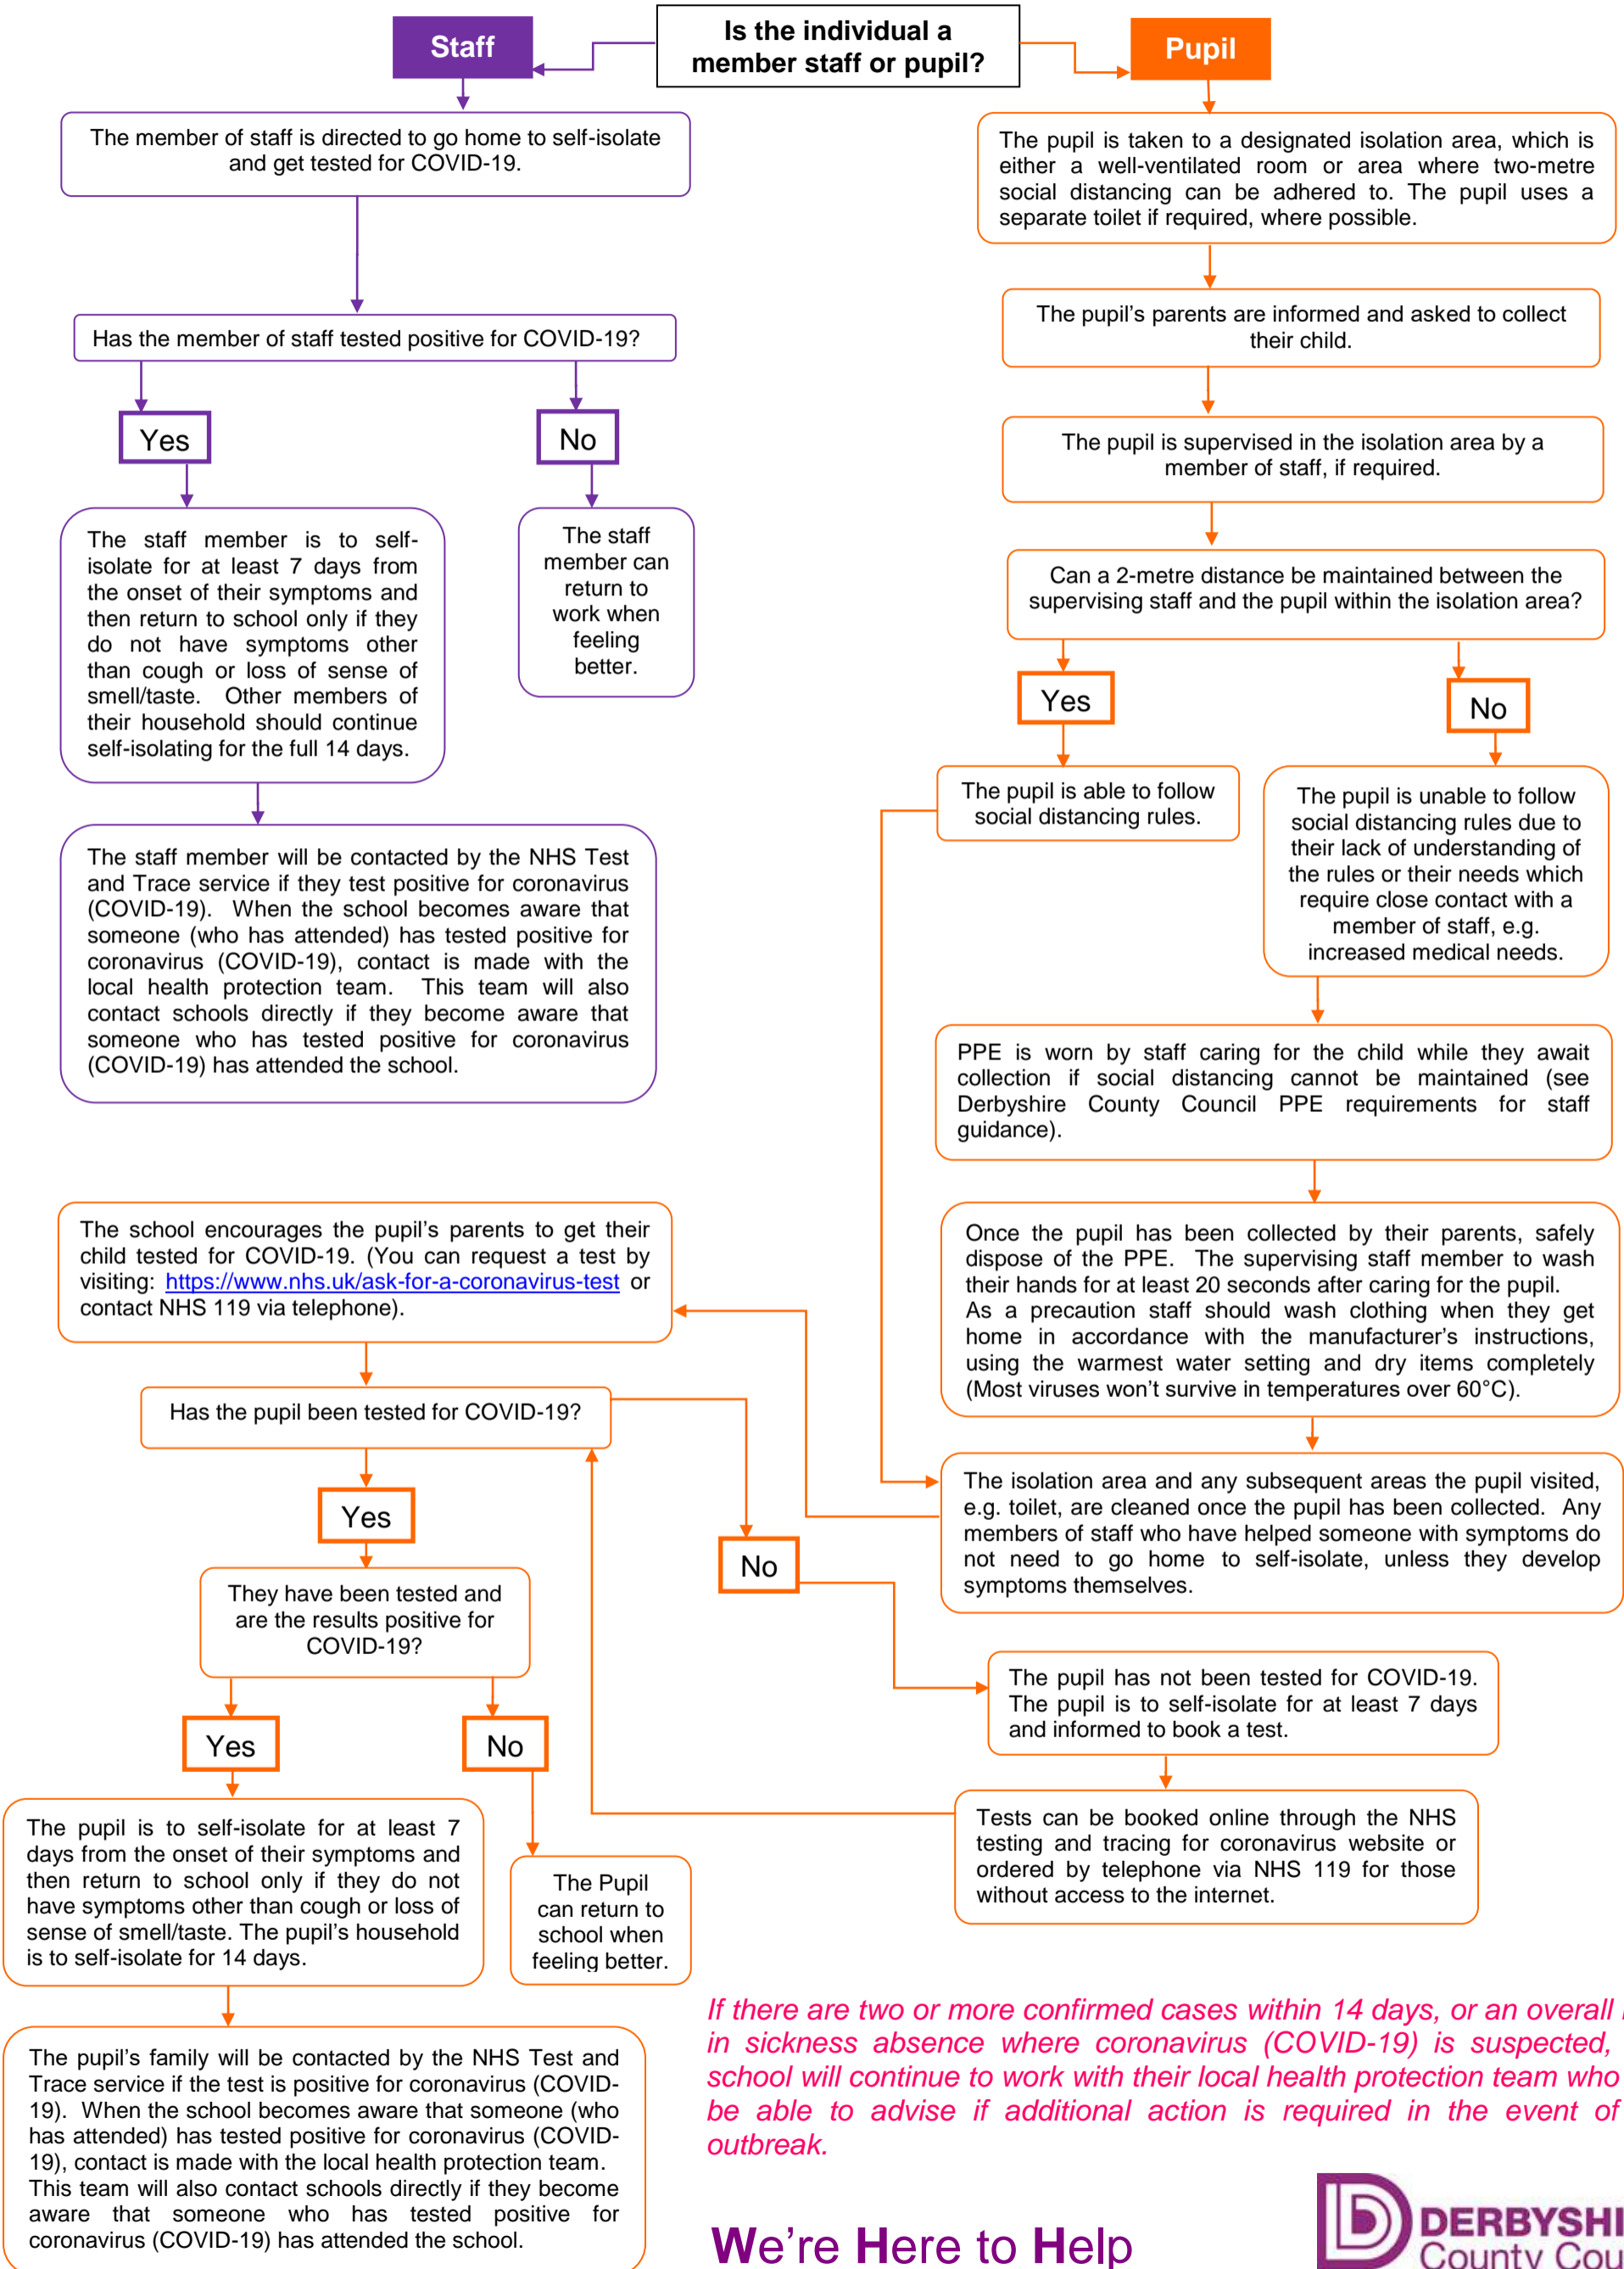 Is the individual a
member staff or pupil?
Staff
Pupil
The member of staff is directed to go home to self-isolate
and get tested for COVID-19.
Has the member of staff tested positive for COVID-19?
Yes
No
The staff member is to self-
isolate for at least 7 days from
the onset of their symptoms and
then return to school only if they
do not have symptoms other
than cough or loss of sense of
smell/taste. Other members of
their household should continue
self-isolating for the full 14 days.
The staff
member can
return to
work when
feeling
better.
The staff member will be contacted by the NHS Test
and Trace service if they test positive for coronavirus
(COVID-19). When the school becomes aware that
someone (who has attended) has tested positive for
coronavirus (COVID-19), contact is made with the
local health protection team. This team will also
contact schools directly if they become aware that
someone who has tested positive for coronavirus
(COVID-19) has attended the school.
The pupil is taken to a designated isolation area, which is
either a well-ventilated room or area where two-metre
social distancing can be adhered to. The pupil uses a
separate toilet if required, where possible.
The pupil's parents are informed and asked to collect
their child.
The pupil is supervised in the isolation area by a
member of staff, if required.
Can a 2-metre distance be maintained between the
supervising staff and the pupil within the isolation area?
Yes
No
The pupil is able to follow
social distancing rules.
The pupil is unable to follow
social distancing rules due to
their lack of understanding of
the rules or their needs which
require close contact with a
member of staff, e.g.
increased medical needs.
PPE is worn by staff caring for the child while they await
collection if social distancing cannot be maintained (see
Derbyshire County Council PPE requirements for staff
guidance).
Once the pupil has been collected by their parents, safely
dispose of the PPE. The supervising staff member to wash
their hands for at least 20 seconds after caring for the pupil.
As a precaution staff should wash clothing when they get
home in accordance with the manufacturer's instructions,
using the warmest water setting and dry items completely
(Most viruses won't survive in temperatures over 60°C).
The isolation area and any subsequent areas the pupil visited,
e.g. toilet, are cleaned once the pupil has been collected. Any
members of staff who have helped someone with symptoms do
not need to go home to self-isolate, unless they develop
symptoms themselves.
The school encourages the pupil's parents to get their
child tested for COVID-19. (You can request a test by
visiting: https://www.nhs.uk/ask-for-a-coronavirus-test or
contact NHS 119 via telephone).
Has the pupil been tested for COVID-19?
Yes
No
They have been tested and
are the results positive for
COVID-19?
Yes
No
The pupil has not been tested for COVID-19.
The pupil is to self-isolate for at least 7 days
and informed to book a test.
Tests can be booked online through the NHS
testing and tracing for coronavirus website or
ordered by telephone via NHS 119 for those
without access to the internet.
The pupil is to self-isolate for at least 7
days from the onset of their symptoms and
then return to school only if they do not
have symptoms other than cough or loss of
sense of smell/taste. The pupil's household
is to self-isolate for 14 days.
The Pupil
can return to
school when
feeling better.
The pupil's family will be contacted by the NHS Test and
Trace service if the test is positive for coronavirus (COVID-
19). When the school becomes aware that someone (who
has attended) has tested positive for coronavirus (COVID-
19), contact is made with the local health protection team.
This team will also contact schools directly if they become
aware that someone who has tested positive for
coronavirus (COVID-19) has attended the school.
If there are two or more confirmed cases within 14 days, or an overall
in sickness absence where coronavirus (COVID-19) is suspected,
school will continue to work with their local health protection team who
be able to advise if additional action is required in the event of
outbreak.
We're Here to Help
DERBYSHI
County Cou